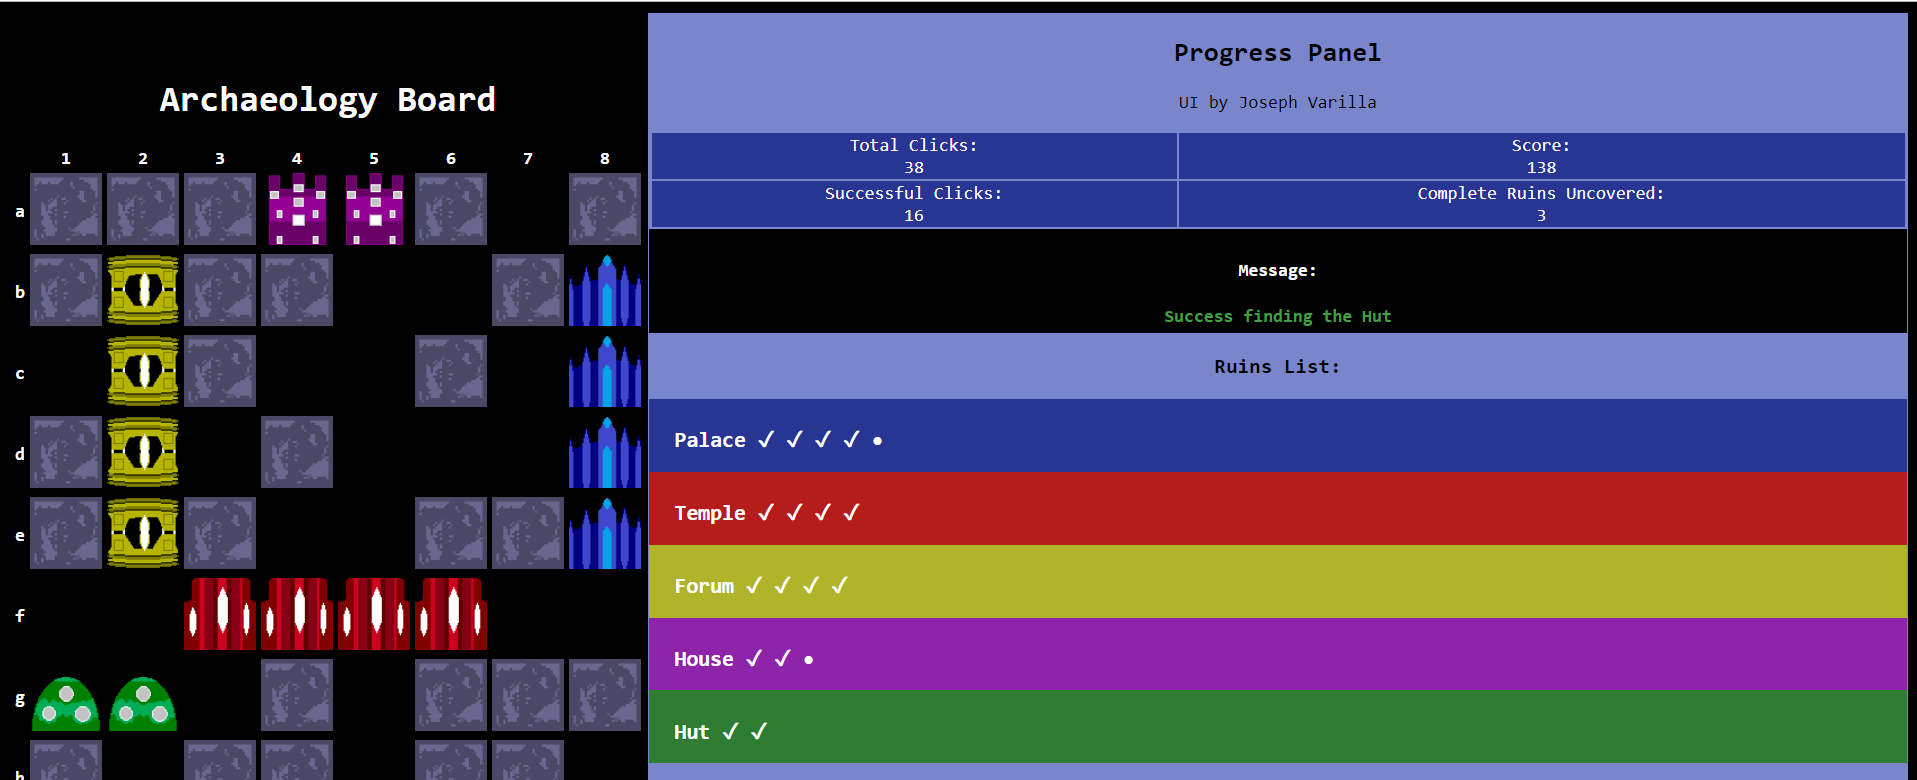 Archaeology Board
1 2 3 4 5 6 7 8
a
b
c
d
e
f
g
h
Progress Panel
UI by Joseph Varilla
Total Clicks:
38
Score:
138
Successful Clicks:
16
Complete Ruins Uncovered:
3
Message:
Success finding the Hut
Ruins List:
Palace ✓ ✓ ✓ ✓ •
Temple ✓ ✓ ✓ ✓
Forum ✓ ✓ ✓ ✓
House ✓ ✓ •
Hut ✓ ✓